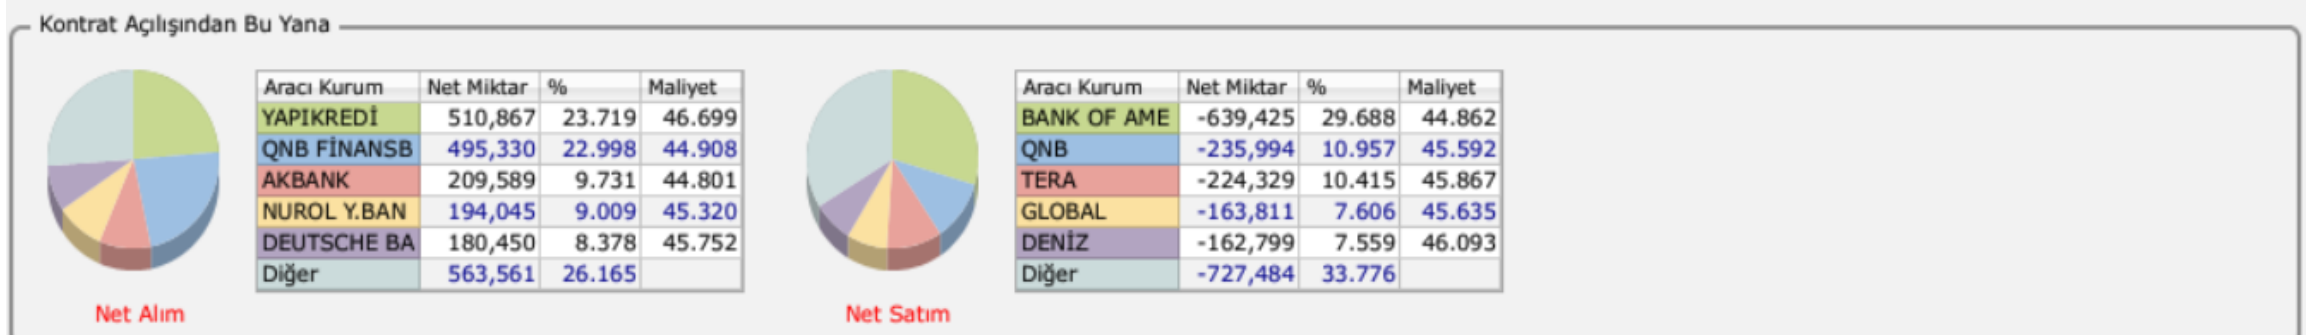 Kontrat Açılışından Bu Yana
Aracı Kurum Net Miktar % Maliyet
YAPIKREDİ 510,867 23.719 46.699
QNB FİNANSB 495,330 22.998 44.908
AKBANK 209,589 9.731 44.801
NUROL Y.BAN 194,045 9.009 45.320
DEUTSCHE BA 180,450 8.378 45.752
Diğer 563,561 26.165
Net Alım
Aracı Kurum Net Miktar % Maliyet
BANK OF AME -639,425 29.688 44.862
QNB -235,994 10.957 45.592
TERA -224,329 10.415 45.867
GLOBAL -163,811 7.606 45.635
DENİZ -162,799 7.559 46.093
Diğer -727,484 33.776
Net Satım